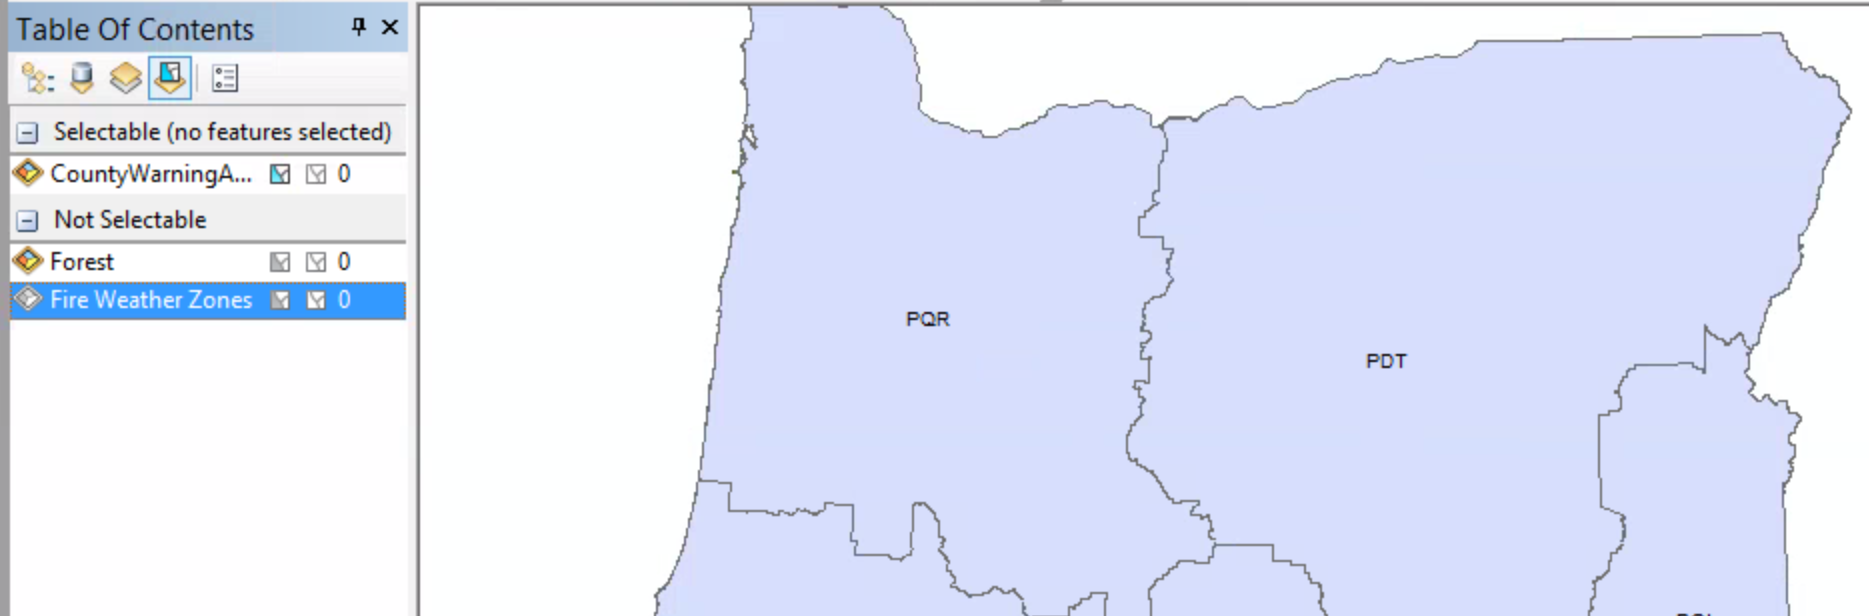 Table Of Contents
Selectable (no features selected)
CountyWarningA... 0
Not Selectable
Forest 0
Fire Weather Zones 0
PQR
PDT